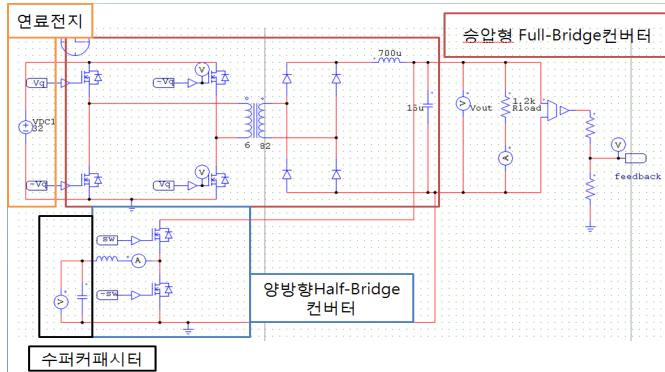 연료전지
승압형 Full-Bridge컨버터
700u
Vq
-Vq
V
VDC1
32
6
82
15u
V
Vout
1.2k
Rload
A
V
feedback
-Vq
Vq
V
sw
A
-sw
V
양방향Half-Bridge
컨버터
수퍼커패시터